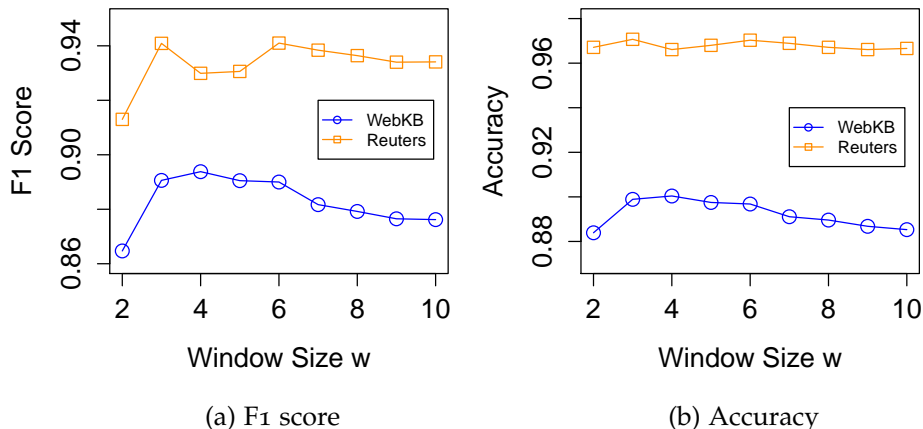 F1 Score
0.94
0.90
0.86
WebKB
Reuters
2 4 6 8 10
Window Size w
(a) F1 score
Accuracy
0.96
0.92
0.88
WebKB
Reuters
2 4 6 8 10
Window Size w
(b) Accuracy